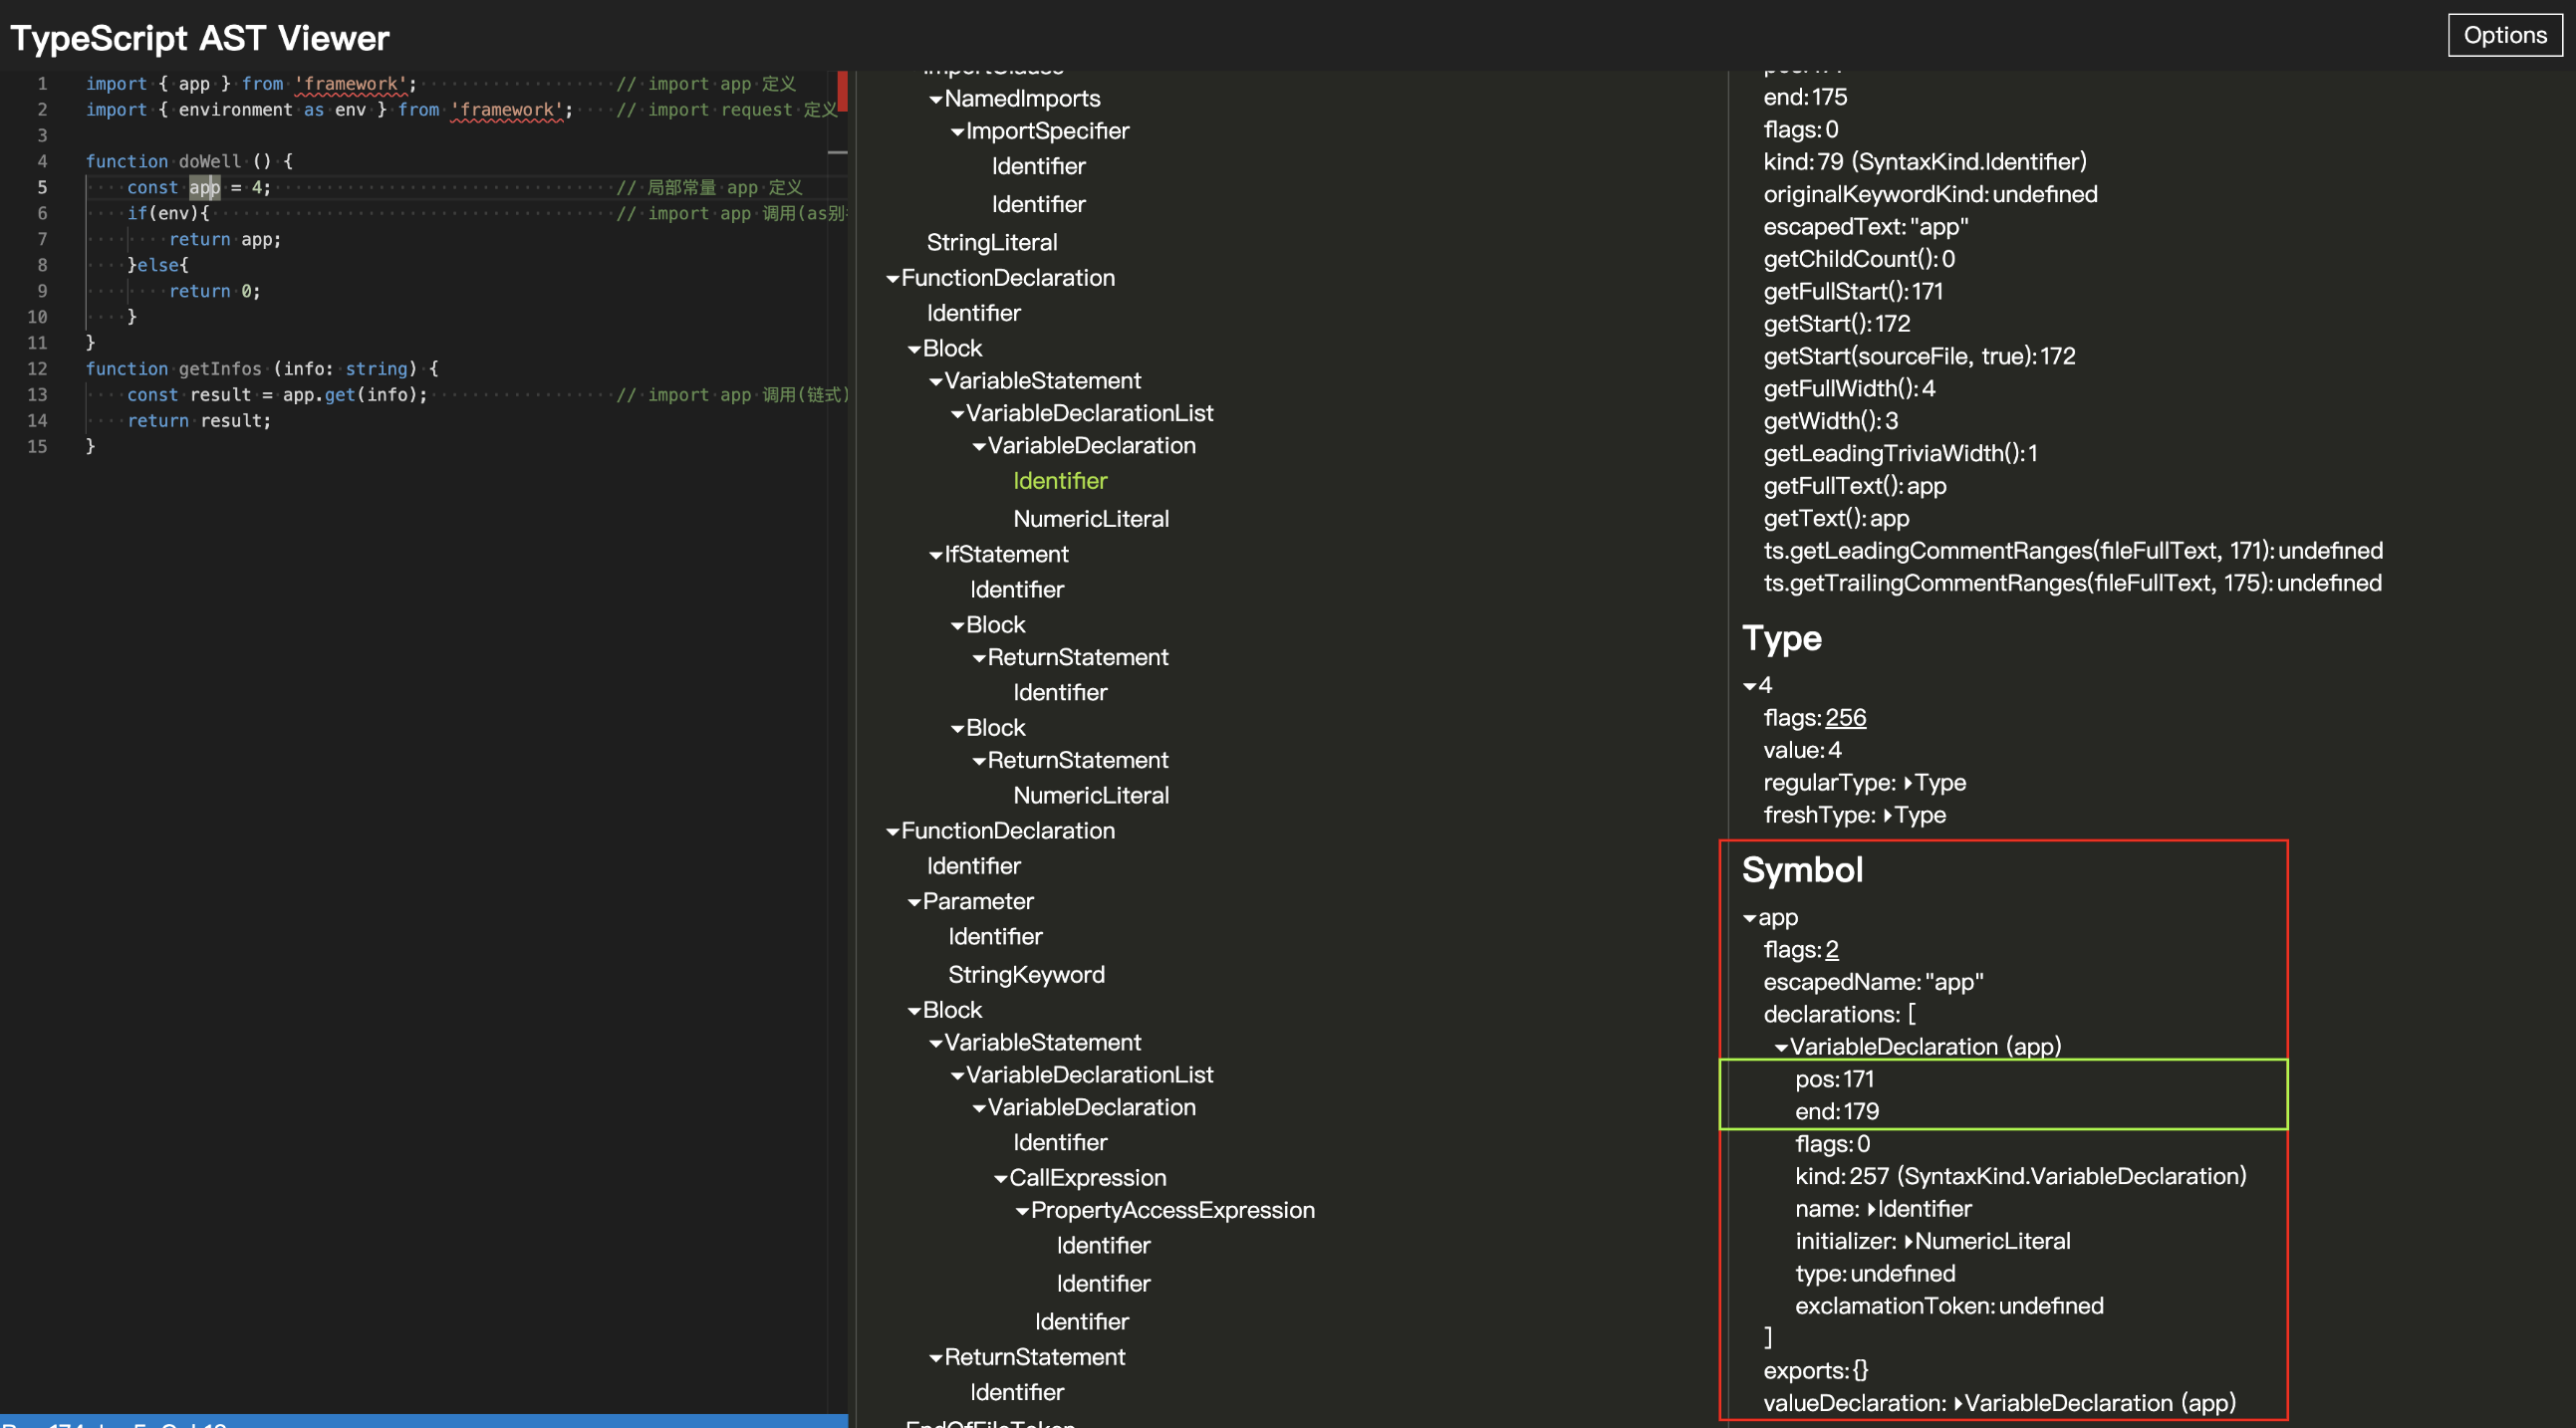 TypeScript AST Viewer
Options
1 import { app } from 'framework'; // import app 定义
2 import { environment as env } from 'framework'; // import request 定义
3
4 function doWell () {
5 const app = 4; // 局部常量 app 定义
6 if(env){ // import app 调用(as别
7 return app;
8 }else{
9 return 0;
10 }
11 }
12 function getInfos (info: string) {
13 const result = app.get(info); // import app 调用(链式)
14 return result;
15 }
ImportClause
NamedImports
ImportSpecifier
Identifier
Identifier
StringLiteral
FunctionDeclaration
Identifier
Block
VariableStatement
VariableDeclarationList
VariableDeclaration
Identifier
NumericLiteral
IfStatement
Identifier
Block
ReturnStatement
Identifier
Block
ReturnStatement
NumericLiteral
FunctionDeclaration
Identifier
Parameter
Identifier
StringKeyword
Block
VariableStatement
VariableDeclarationList
VariableDeclaration
Identifier
CallExpression
PropertyAccessExpression
Identifier
Identifier
Identifier
ReturnStatement
Identifier
EndOfFileToken
pos:171
end:175
flags:0
kind:79 (SyntaxKind.Identifier)
originalKeywordKind:undefined
escapedText:"app"
getChildCount():0
getFullStart():171
getStart():172
getStart(sourceFile, true):172
getFullWidth():4
getWidth():3
getLeadingTriviaWidth():1
getFullText():app
getText():app
ts.getLeadingCommentRanges(fileFullText, 171):undefined
ts.getTrailingCommentRanges(fileFullText, 175):undefined
Type
4
flags:256
value:4
regularType: Type
freshType: Type
Symbol
app
flags:2
escapedName:"app"
declarations: [
VariableDeclaration (app)
pos:171
end:179
flags:0
kind:257 (SyntaxKind.VariableDeclaration)
name: Identifier
initializer: NumericLiteral
type:undefined
exclamationToken:undefined
]
exports:{}
valueDeclaration: VariableDeclaration (app)